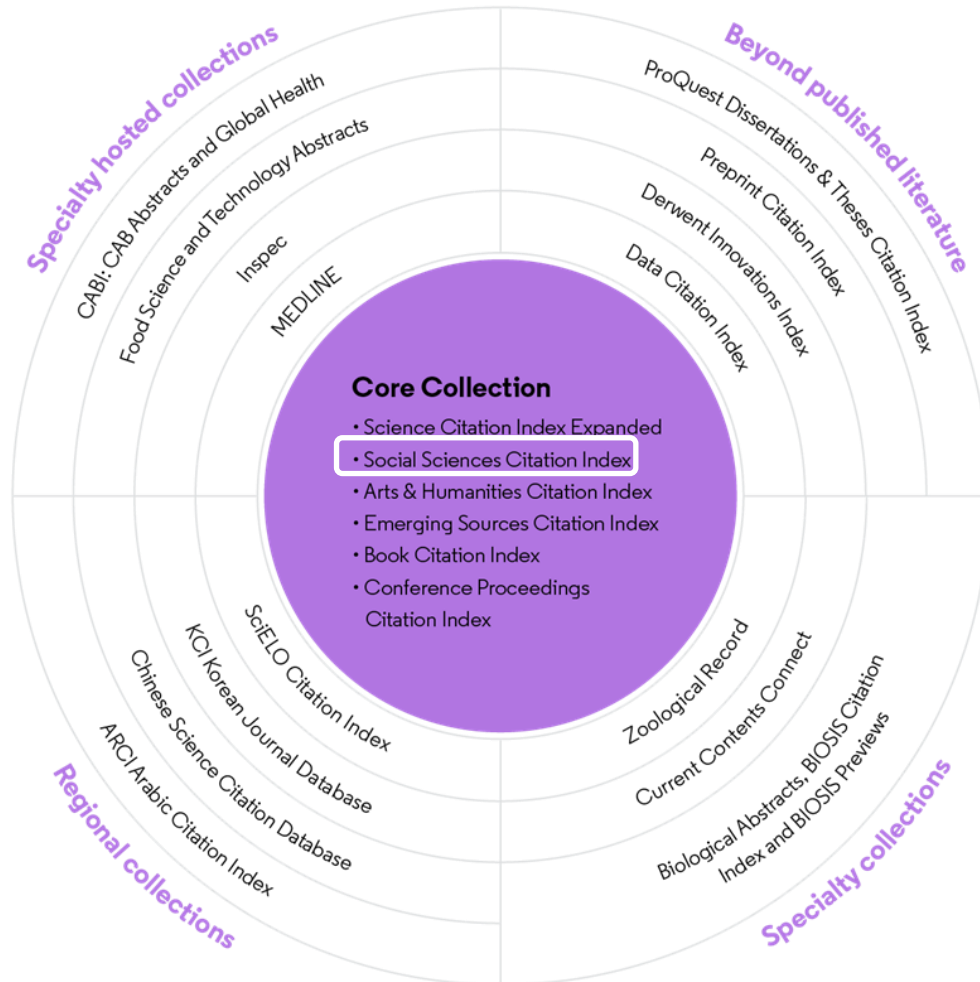 Specialty hosted collections
CABI: CAB Abstracts and Global Health
Food Science and Technology Abstracts
Inspec
MEDLINE
Beyond published literature
ProQuest Dissertations & Theses Citation Index
Preprint Citation Index
Derwent Innovations Index
Data Citation Index
Core Collection
• Science Citation Index Expanded
• Social Sciences Citation Index
• Arts & Humanities Citation Index
• Emerging Sources Citation Index
• Book Citation Index
• Conference Proceedings
Citation Index
SciELO Citation Index
KCI Korean Journal Database
Chinese Science Citation Database
ARCI Arabic Citation Index
Regional collections
Zoological Record
Current Contents Connect
Biological Abstracts, BIOSIS Citation
Index and BIOSIS Previews
Specialty collections